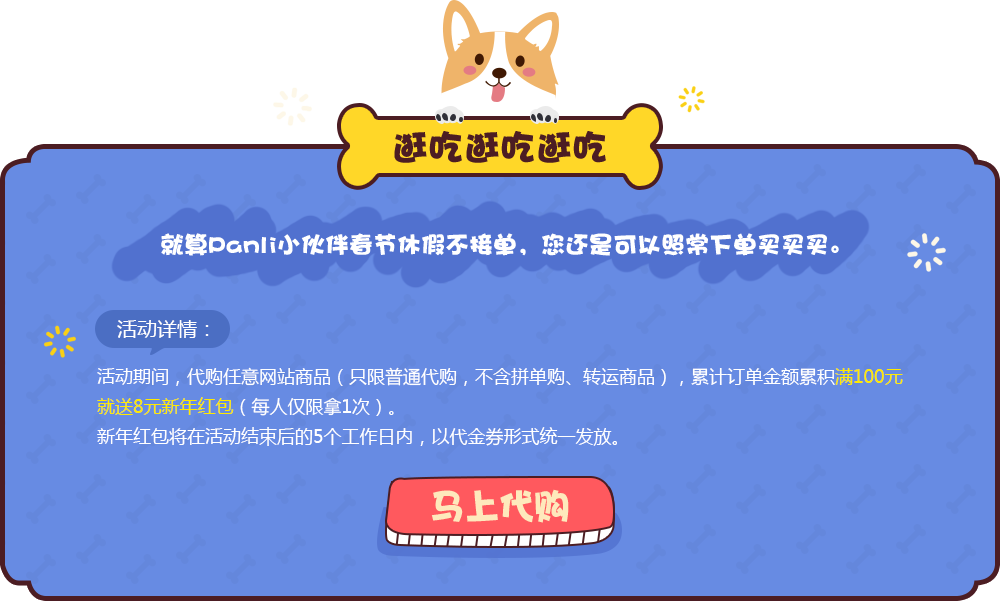 逛吃逛吃逛吃
就算Panli小伙伴春节休假不接单，您还是可以照常下单买买买。
活动详情：
活动期间，代购任意网站商品（只限普通代购，不含拼单购、转运商品），累计订单金额累积满100元
就送8元新年红包（每人仅限拿1次）。
新年红包将在活动结束后的5个工作日内，以代金券形式统一发放。
马上代购